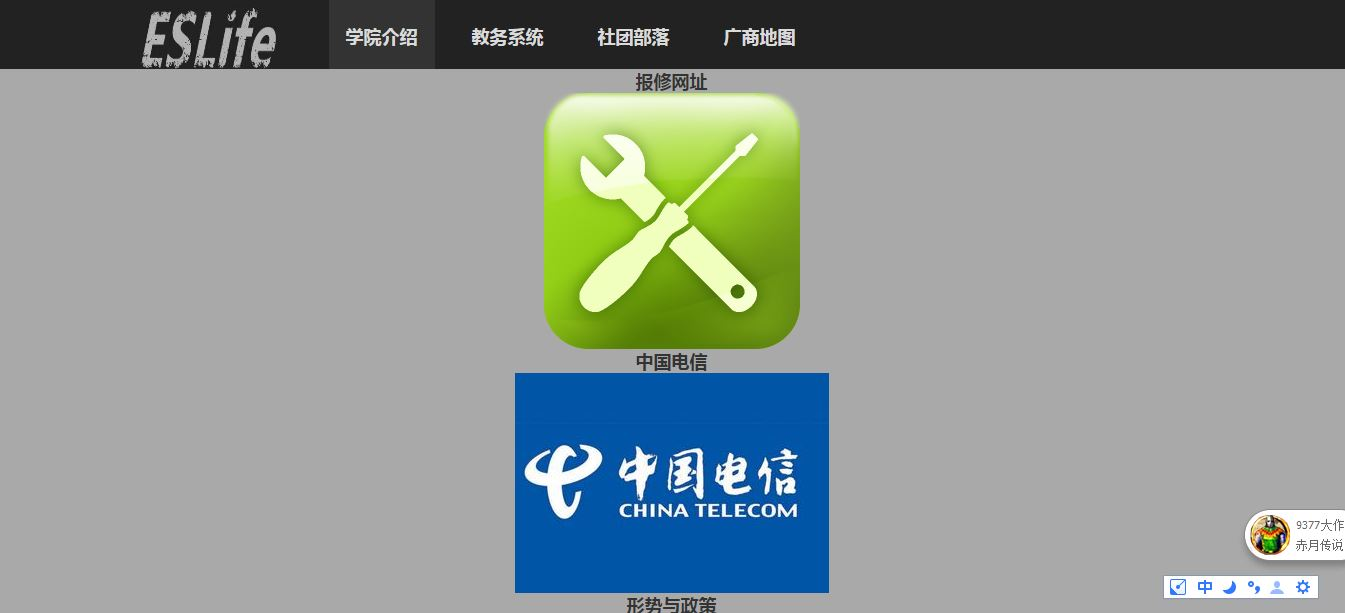 ESLife
学院介绍 教务系统 社团部落 广商地图
报修网址
中国电信
中国电信
CHINA TELECOM
9377大作
赤月传说
中
形势与政策